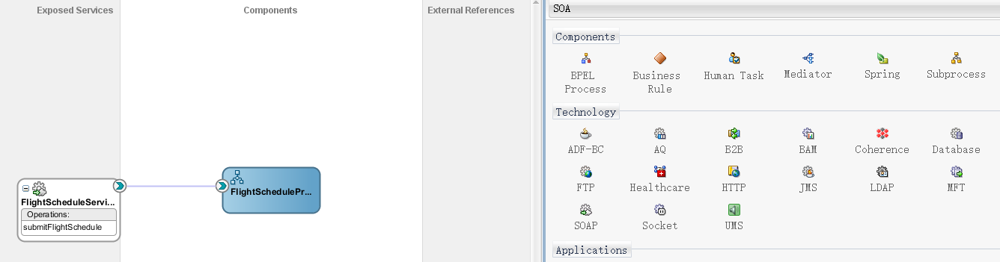 Exposed Services
Components
External References
FlightScheduleServi...
Operations:
submitFlightSchedule
FlightSchedulePr...
SOA
Components
BPEL Process
Business Rule
Human Task
Mediator
Spring
Subprocess
Technology
ADF-BC
AQ
B2B
BAM
Coherence
Database
FTP
Healthcare
HTTP
JMS
LDAP
MFT
SOAP
Socket
UMS
Applications